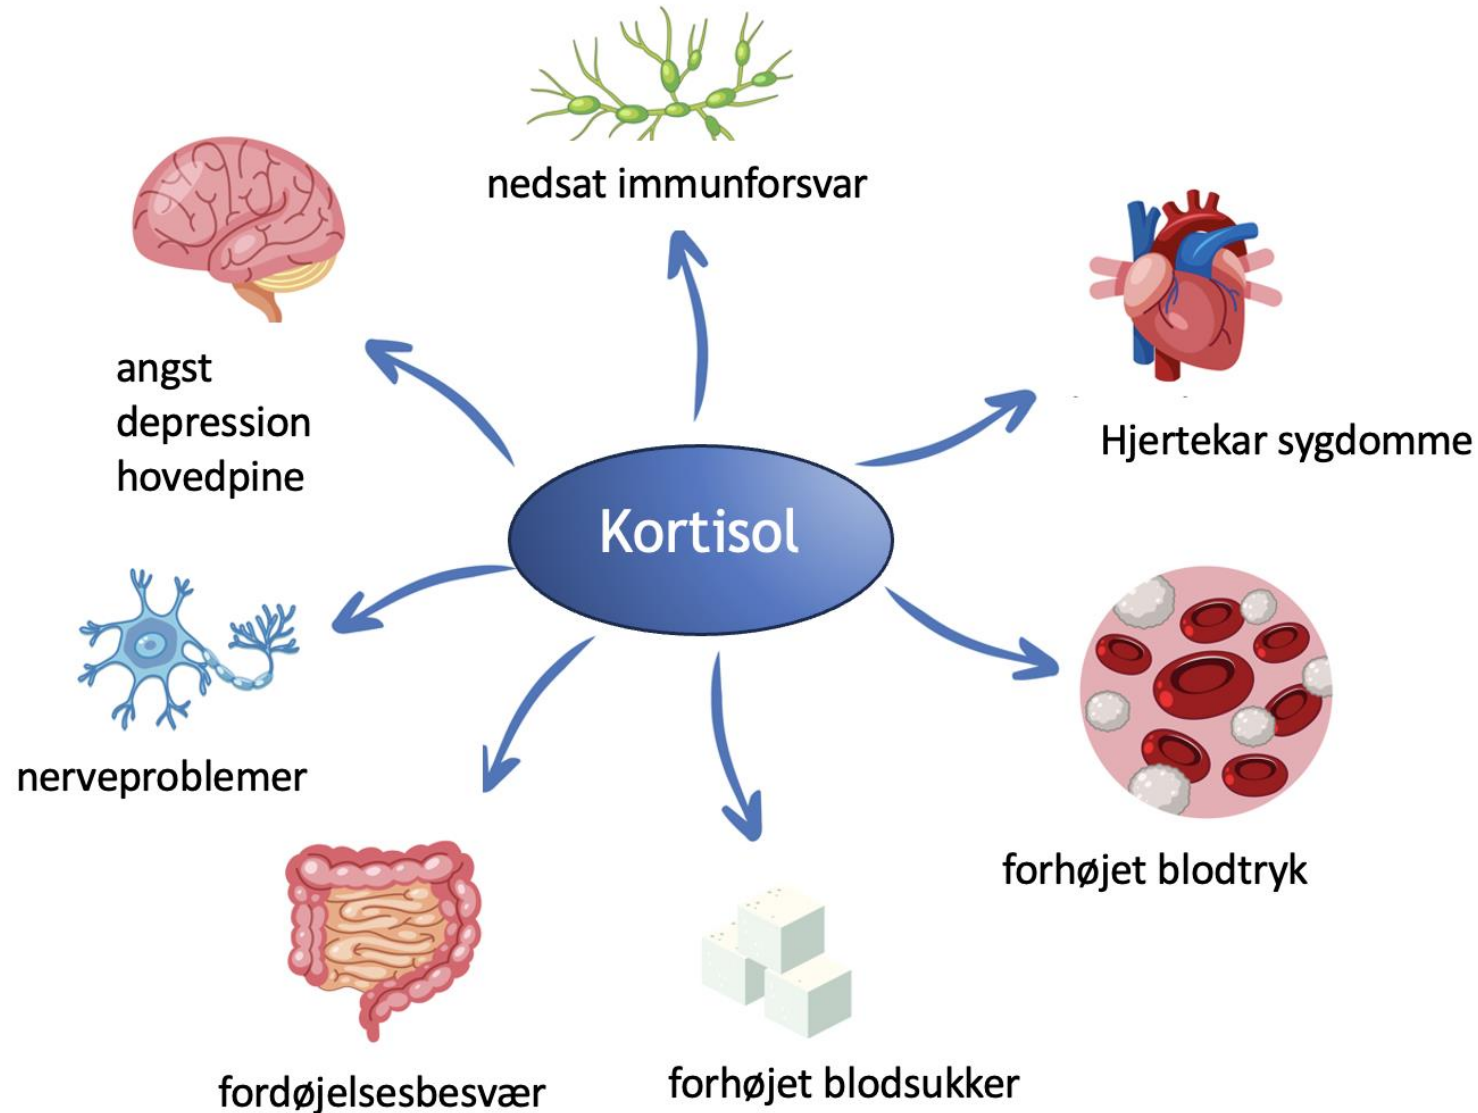 nedsat immunforsvar
angst
depression
hovedpine
Hjertekar sygdomme
Kortisol
nerveproblemer
forhøjet blodtryk
fordøjelsesbesvær
forhøjet blodsukker